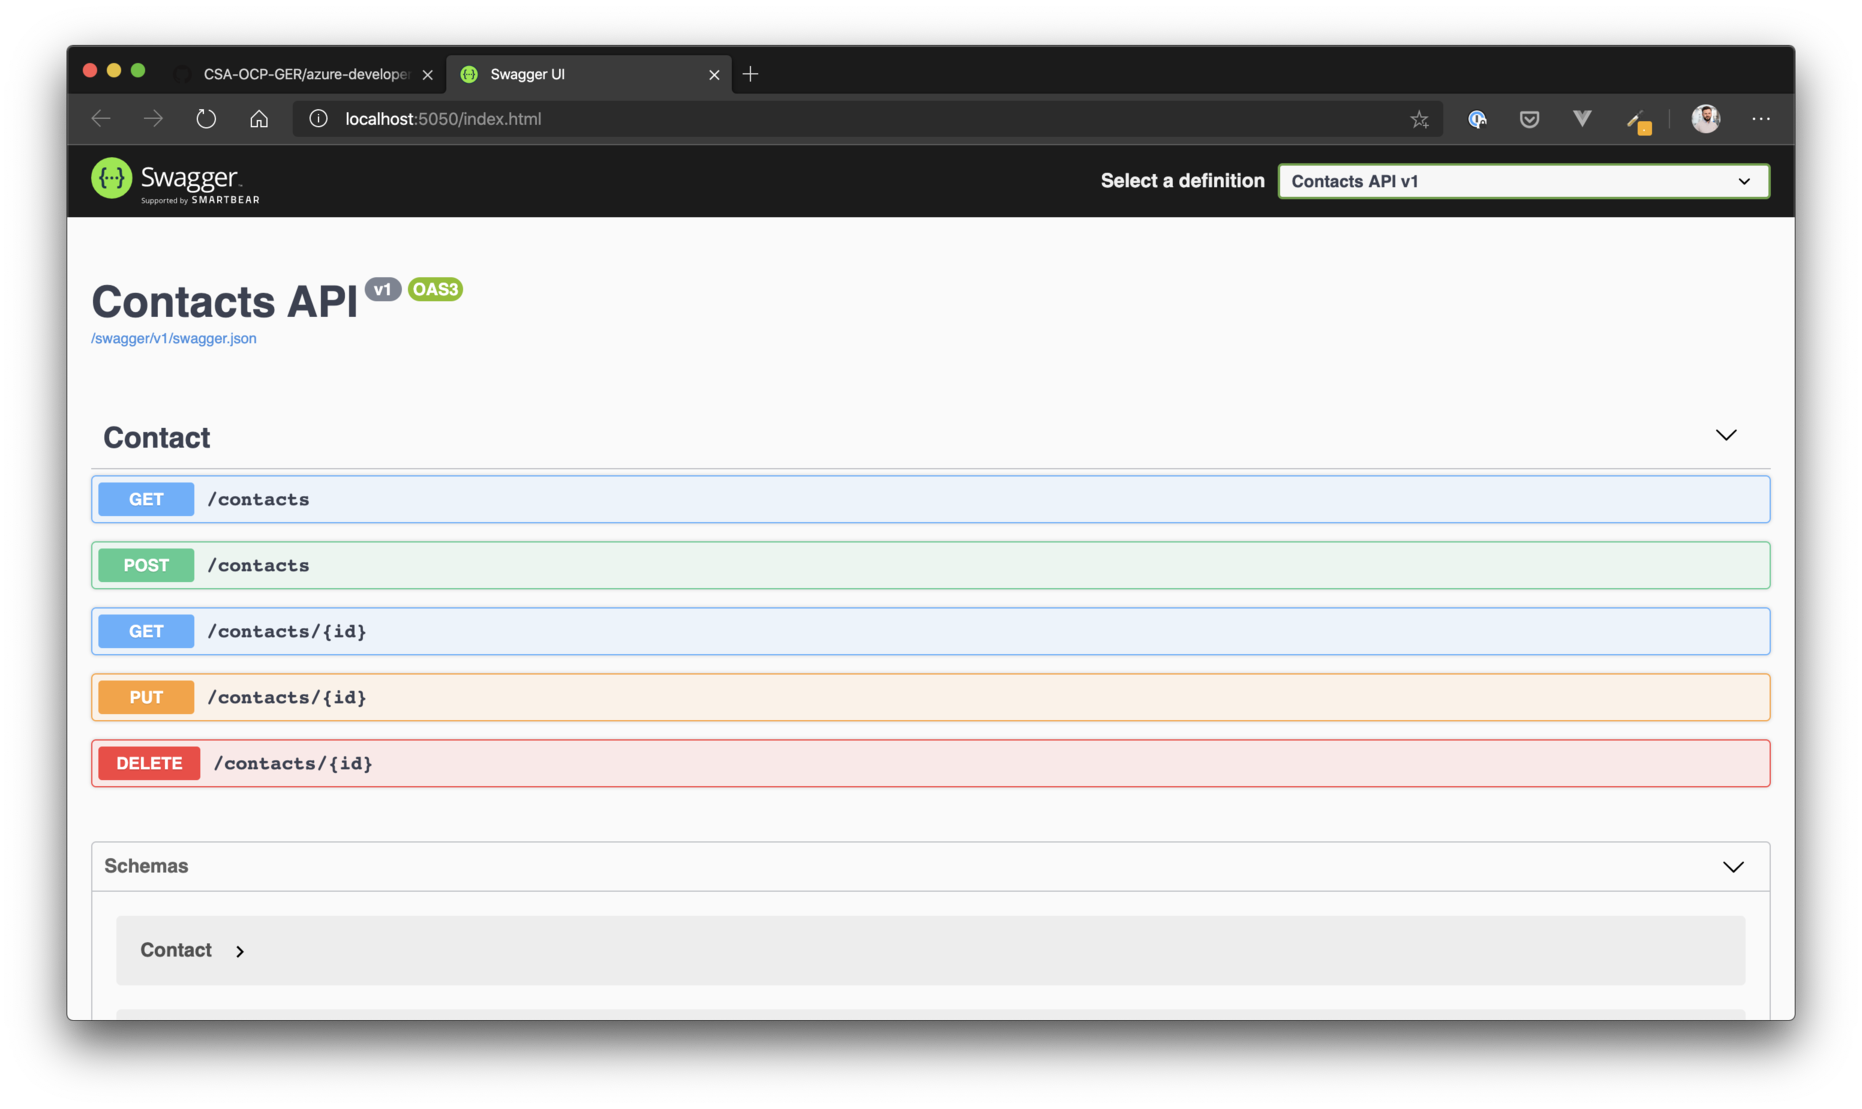 CSA-OCP-GER/azure-developer
Swagger UI
localhost:5050/index.html
Swagger
Supported by SMARTBEAR
Select a definition
Contacts API v1
Contacts API v1 OAS3
/swagger/v1/swagger.json
Contact
GET /contacts
POST /contacts
GET /contacts/{id}
PUT /contacts/{id}
DELETE /contacts/{id}
Schemas
Contact